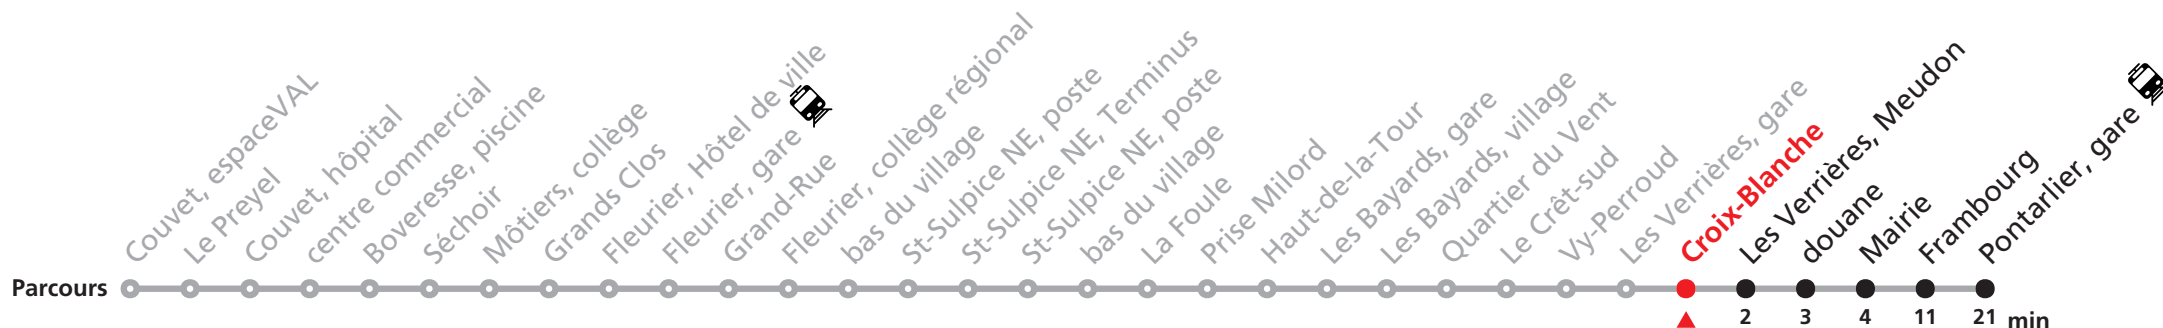 Couvet, espaceVAL
Le Preyel
Couvet, hôpital
centre commercial
Boveresse, piscine
Séchoir
Môtiers, collège
Grands Clos
Fleurier, Hôtel de ville
Fleurier, gare
Grand-Rue
Fleurier, collège régional
bas du village
St-Sulpice NE, poste
St-Sulpice NE, Terminus
St-Sulpice NE, poste
bas du village
La Foule
Prise Milord
Haut-de-la-Tour
Les Bayards, gare
Les Bayards, village
Quartier du Vent
Le Crêt-sud
Vy-Perroud
Les Verrières, gare
Croix-Blanche
Les Verrières, Meudon
douane
Mairie
Frambourg
Pontarlier, gare
Parcours
2 3 4 11 21 min